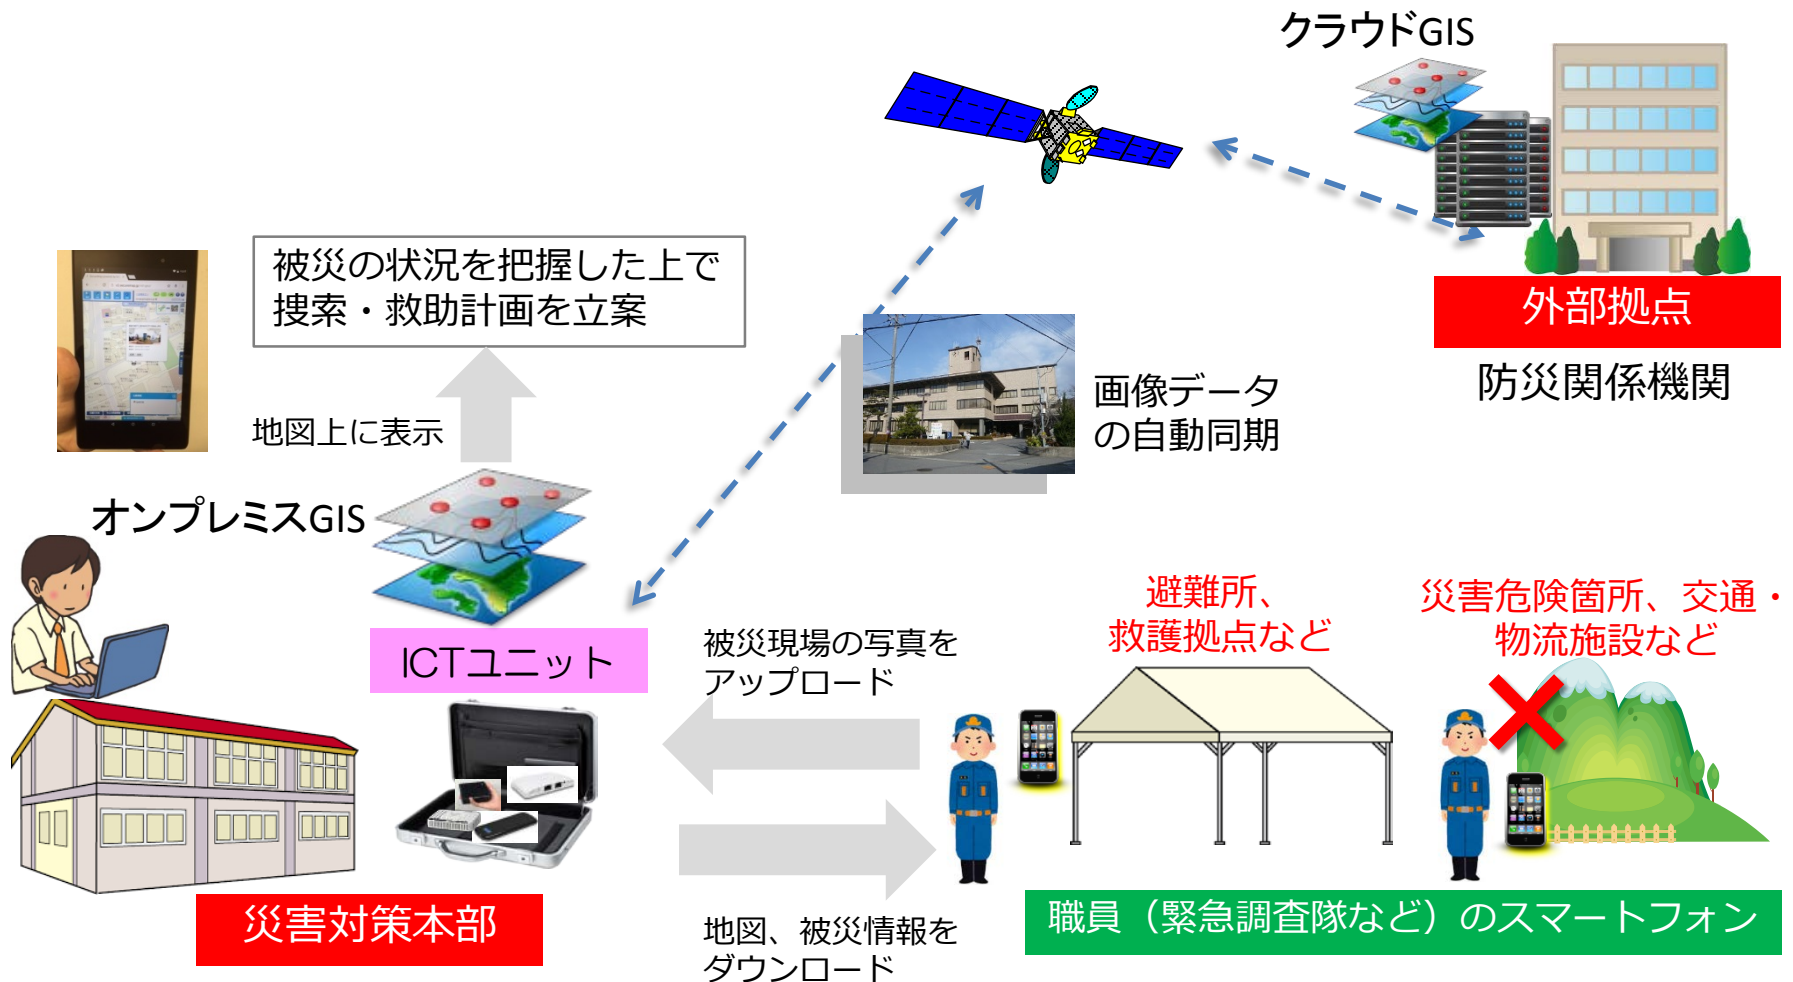 クラウドGIS
被災の状況を把握した上で
捜索・救助計画を立案
外部拠点
防災関係機関
画像データ
の自動同期
地図上に表示
オンプレミスGIS
ICTユニット
被災現場の写真を
アップロード
避難所、
救護拠点など
災害危険箇所、交通・
物流施設など
災害対策本部
地図、被災情報を
ダウンロード
職員（緊急調査隊など）のスマートフォン